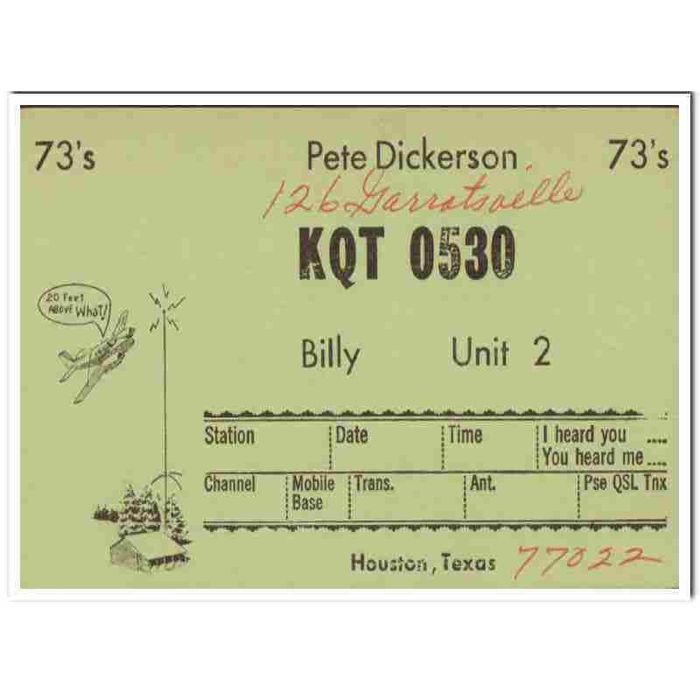 73's Pete Dickerson 73's
126 Garratsville
KQT 0530
20 Feet
ABOVE What!
Billy Unit 2
Station Date Time I heard you ....
You heard me ....
Channel Mobile Trans. Ant. Pse QSL Tnx
Base
Houston, Texas 77022